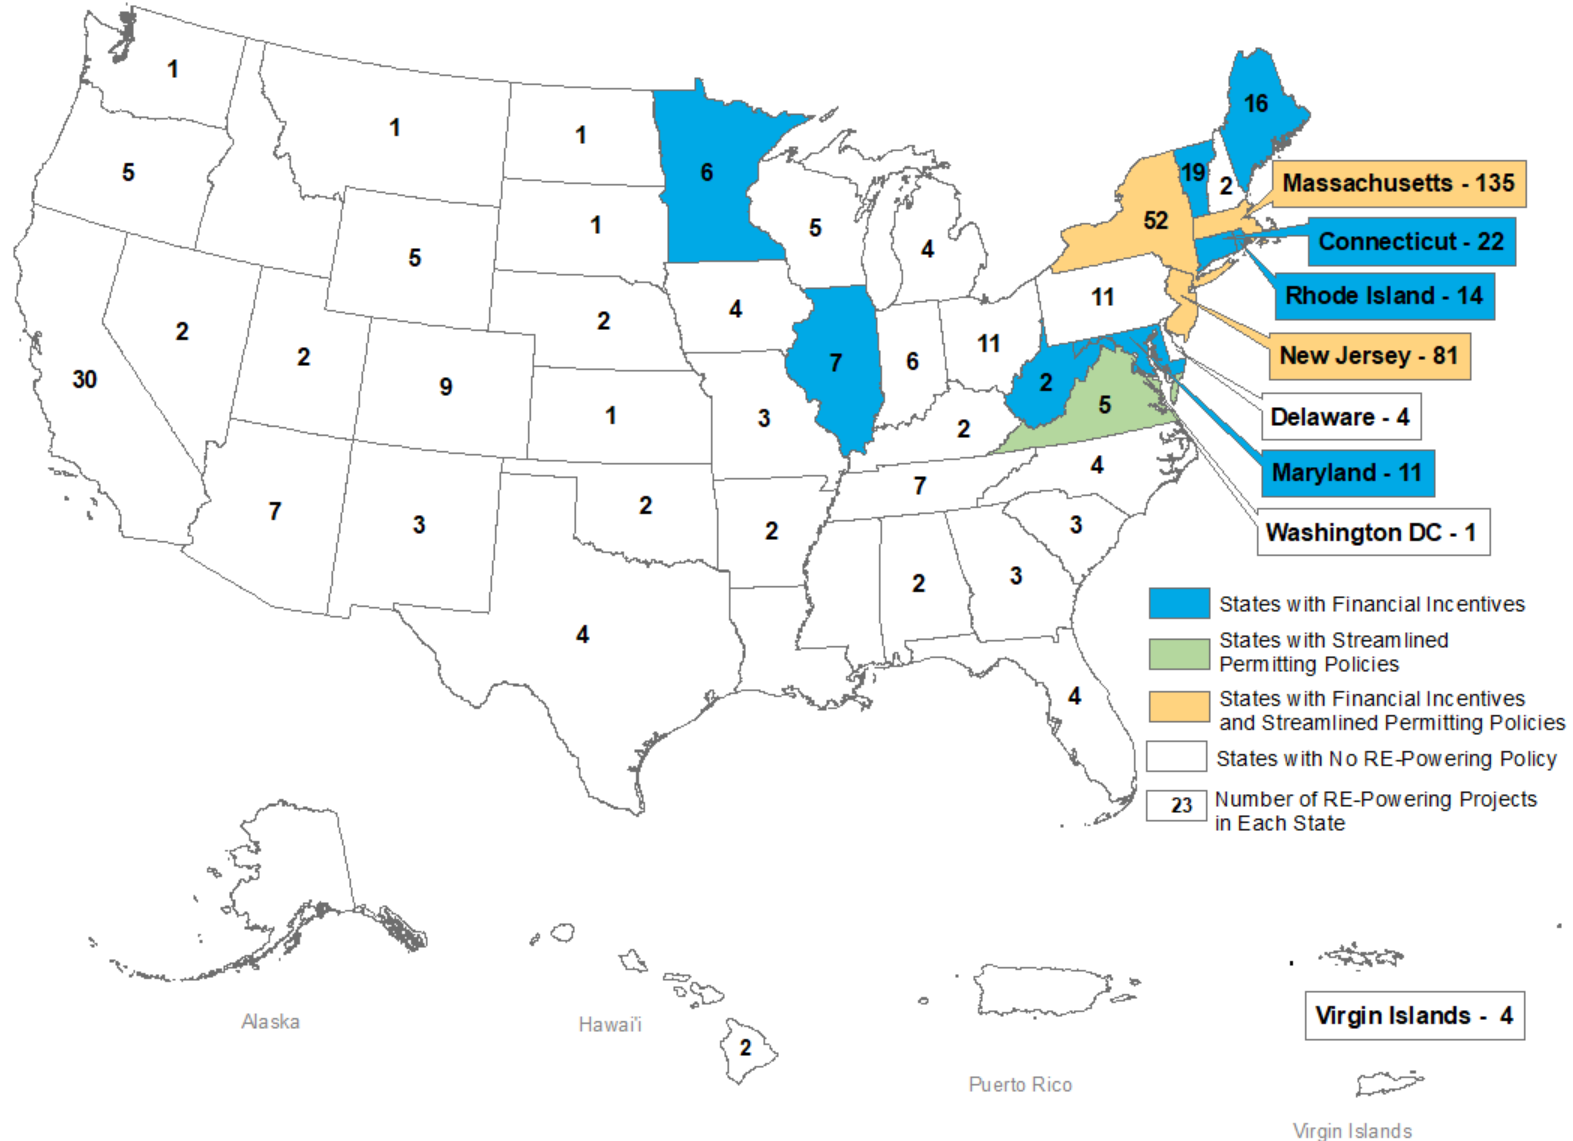 1
1
1
16
5
6
19
2
Massachusetts - 135
1
52
5
4
Connecticut - 22
5
11
Rhode Island - 14
2
4
2
2
11
New Jersey - 81
30
9
7
6
2
5
Delaware - 4
1
3
2
4
Maryland - 11
7
3
2
2
7
3
Washington DC - 1
2
3
4
4
States with Financial Incentives
States with Streamlined
Permitting Policies
States with Financial Incentives
and Streamlined Permitting Policies
States with No RE-Powering Policy
23
Number of RE-Powering Projects
in Each State
Alaska
Hawai'i
2
Puerto Rico
Virgin Islands - 4
Virgin Islands